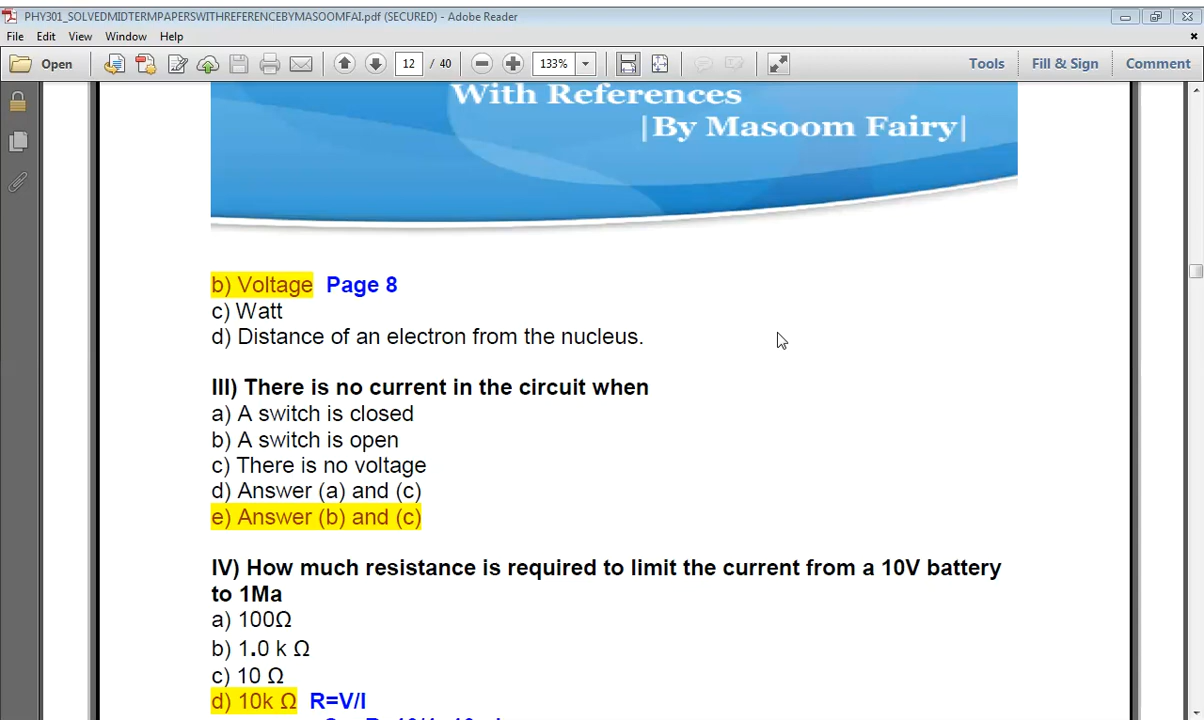 PHY301_SOLVEDMIDTERMPAPERSWITHREFERENCEBYMASOOMFAI.pdf (SECURED) - Adobe Reader
File Edit View Window Help
Open 12 / 40 133% Tools Fill & Sign Comment
With References
|By Masoom Fairy|
b) Voltage Page 8
c) Watt
d) Distance of an electron from the nucleus.
III) There is no current in the circuit when
a) A switch is closed
b) A switch is open
c) There is no voltage
d) Answer (a) and (c)
e) Answer (b) and (c)
IV) How much resistance is required to limit the current from a 10V battery
to 1Ma
a) 100Ω
b) 1.0 k Ω
c) 10 Ω
d) 10k Ω R=V/I